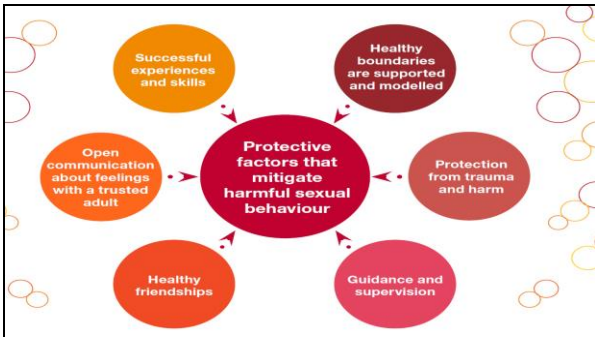 Successful
experiences
and skills
Healthy
boundaries
are supported
and modelled
Open
communication
about feelings
with a trusted
adult
Protective
factors that
mitigate
harmful sexual
behaviour
Protection
from trauma
and harm
Healthy
friendships
Guidance and
supervision